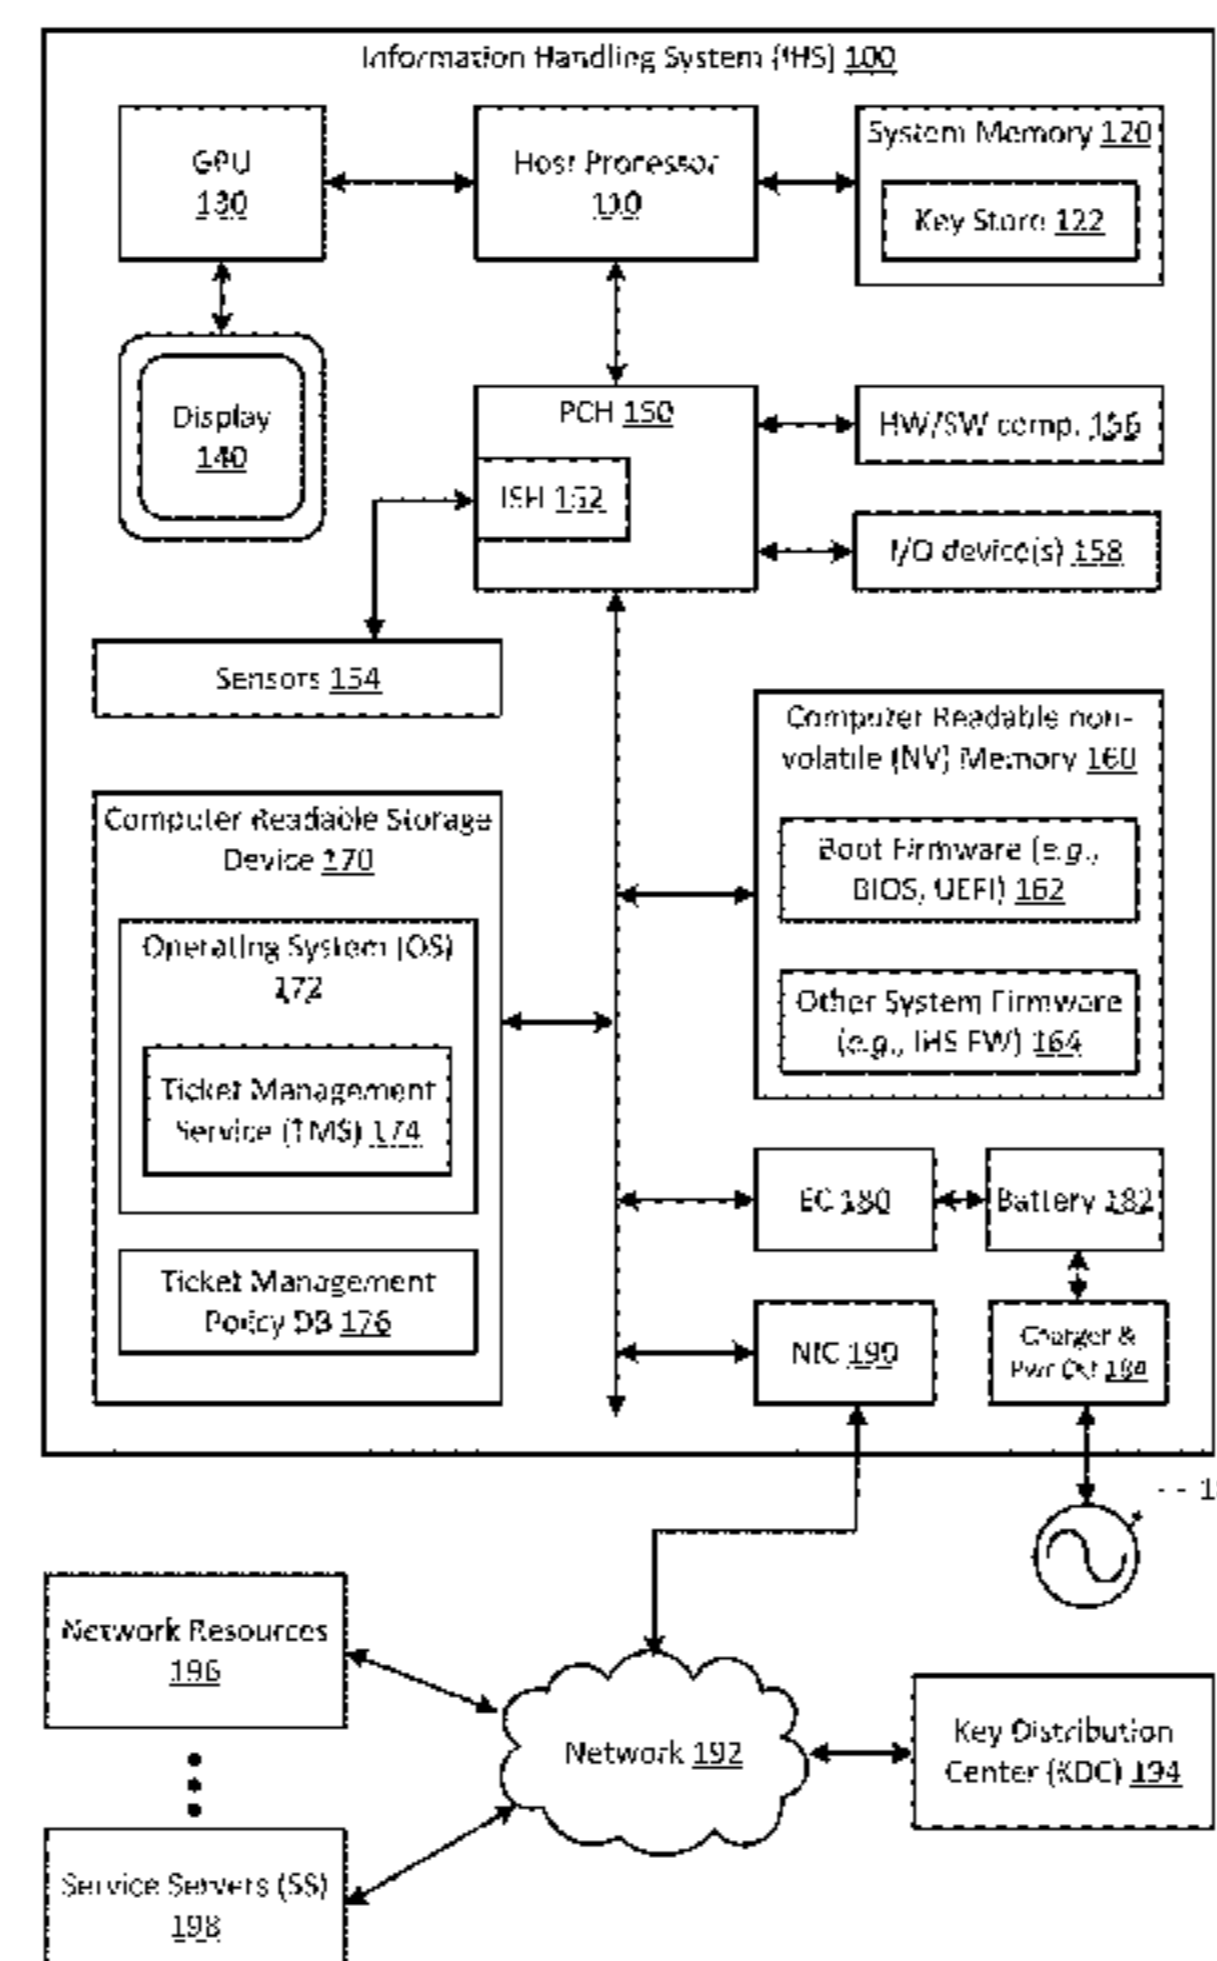 Information Handling System (IHS) 100
GPU
130
Host Processor
110
System Memory 120
Key Store 122
Display
140
PCH 150
ISH 152
HW/SW comp. 156
I/O device(s) 158
Sensors 154
Computer Readable non-
volatile (NV) Memory 160
Boot Firmware (e.g.,
BIOS, UEFI) 162
Other System Firmware
(e.g., IHS FW) 164
Computer Readable Storage
Device 170
Operating System (OS)
172
Ticket Management
Service (TMS) 174
Ticket Management
Policy DB 176
EC 180
Battery 182
NIC 190
Charger &
Pwr 184
Network Resources
196
Network 192
Key Distribution
Center (KDC) 194
Service Servers (SS)
198